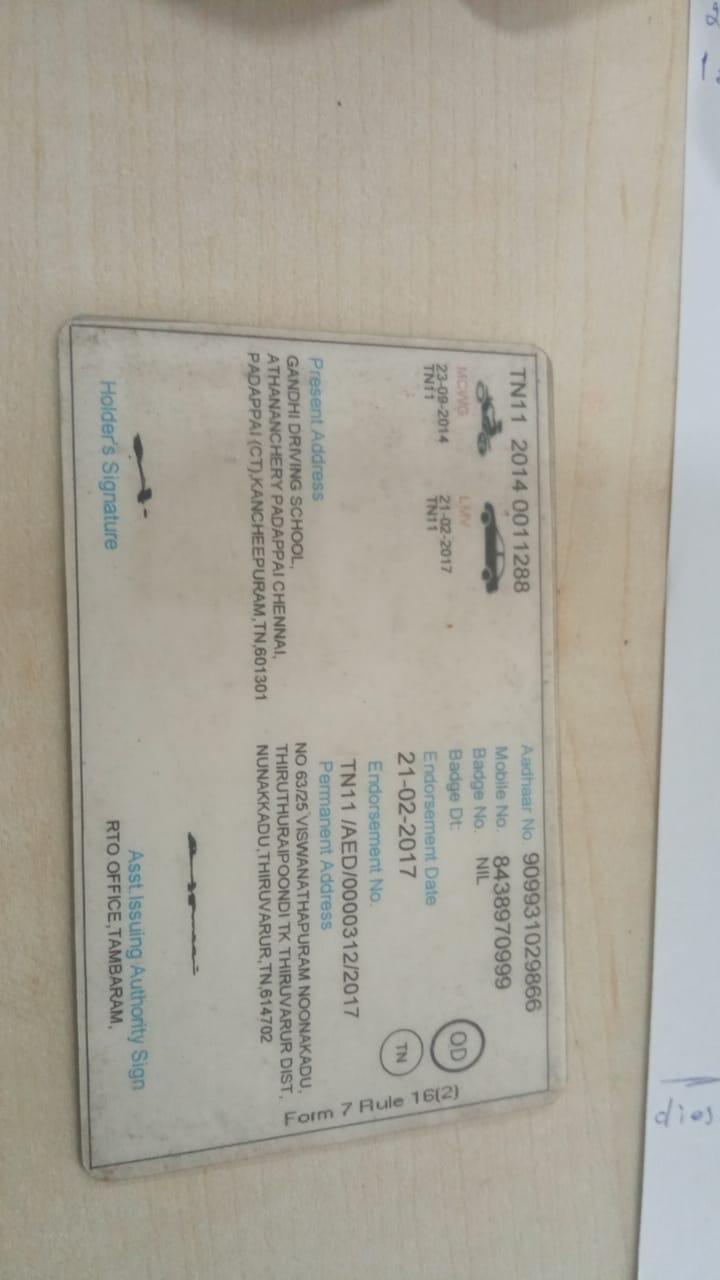 TN11 2014 0011288
MCWG
LMV
23-09-2014
TN11
21-02-2017
TN11
Aadhaar No. 909931029866
Mobile No. 8438970999
Badge No. NIL
Badge Dt:
Endorsement Date
21-02-2017
Endorsement No.
TN11 /AED/0000312/2017
OD
TN
Form 7 Rule 16(2)
Present Address
GANDHI DRIVING SCHOOL,
ATHANANCHERY PADAPPAI CHENNAI,
PADAPPAI (CT),KANCHEEPURAM,TN,601301
Permanent Address
NO 63/25 VISWANATHAPURAM NOONAKADU,
THIRUTHURAIPOONDI TK THIRUVARUR DIST,
NUNAKKADU,THIRUVARUR,TN,614702
Holder's Signature
Asst.Issuing Authority Sign
RTO OFFICE,TAMBARAM,